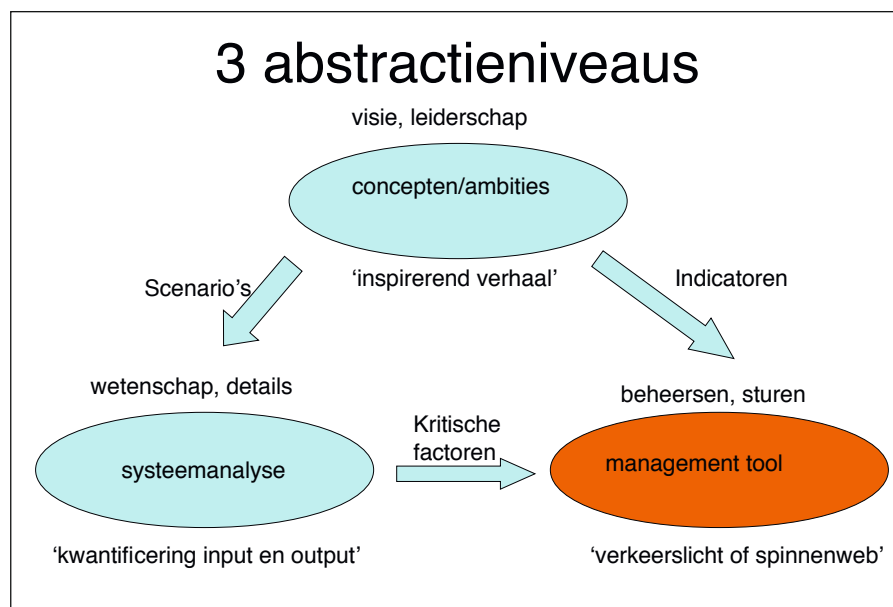 3 abstractieniveaus
visie, leiderschap
concepten/ambities
‘inspirerend verhaal’
Scenario’s
Indicatoren
wetenschap, details
beheersen, sturen
Kritische
factoren
systeemanalyse
management tool
‘kwantificering input en output’
‘verkeerslicht of spinnenweb’